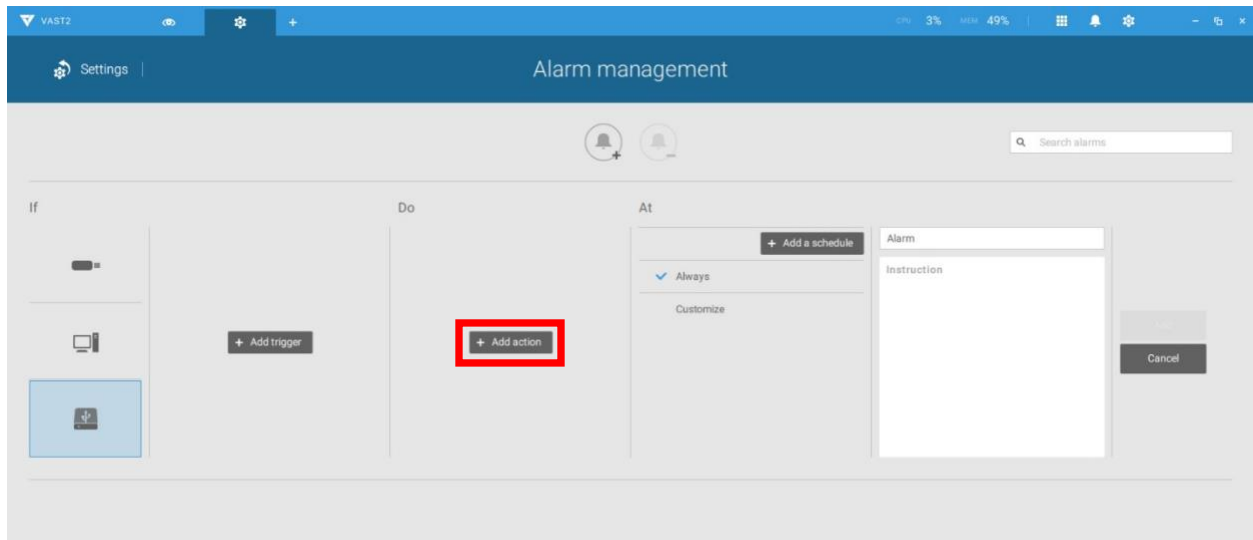 VAST2
CPU 3% MEM 49%
Settings
Alarm management
Search alarms
If
Do
At
+ Add a schedule
Alarm
Always
Instruction
Customize
+ Add trigger
+ Add action
Cancel